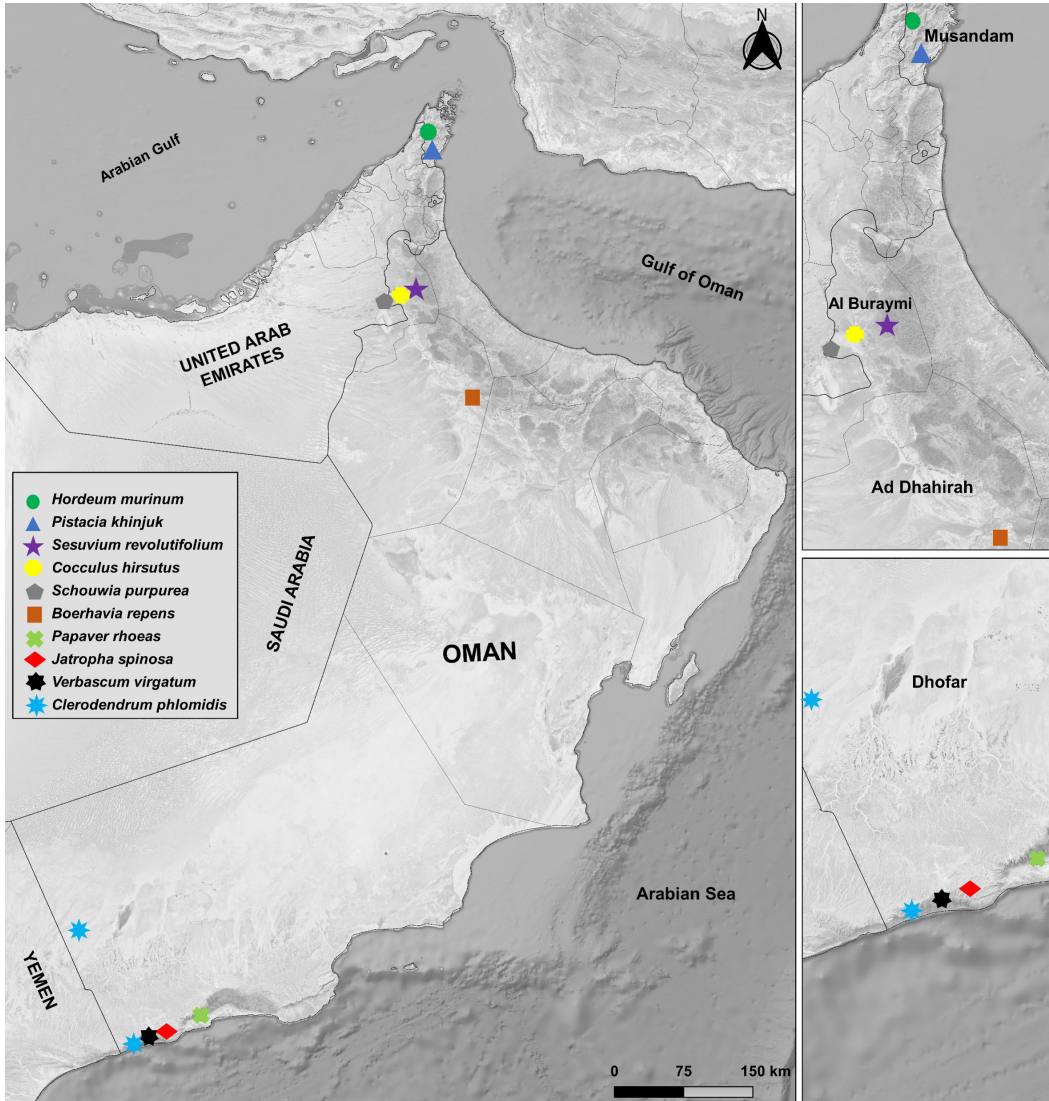 N
Arabian Gulf
Gulf of Oman
UNITED ARAB
EMIRATES
SAUDI ARABIA
Hordeum murinum
Pistacia khinjuk
Sesuvium revolutifolium
Cocculus hirsutus
Schouwia purpurea
Boerhavia repens
Papaver rhoeas
Jatropha spinosa
Verbascum virgatum
Clerodendrum phlomidis
OMAN
Arabian Sea
YEMEN
0 75 150 km
Musandam
Al Buraymi
Ad Dhahirah
Dhofar